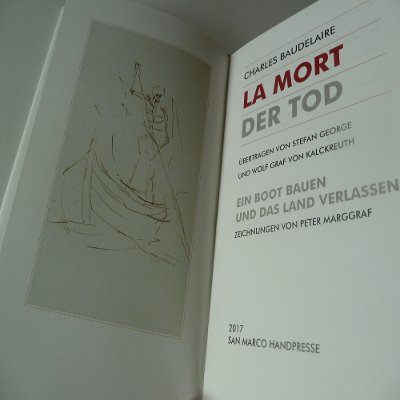 CHARLES BAUDELAIRE
LA MORT
DER TOD
ÜBERTRAGEN VON STEFAN GEORGE
UND WOLF GRAF VON KALCKREUTH
EIN BOOT BAUEN
UND DAS LAND VERLASSEN
ZEICHNUNGEN VON PETER MARGGRAF
2017
SAN MARCO HANDPRESSE